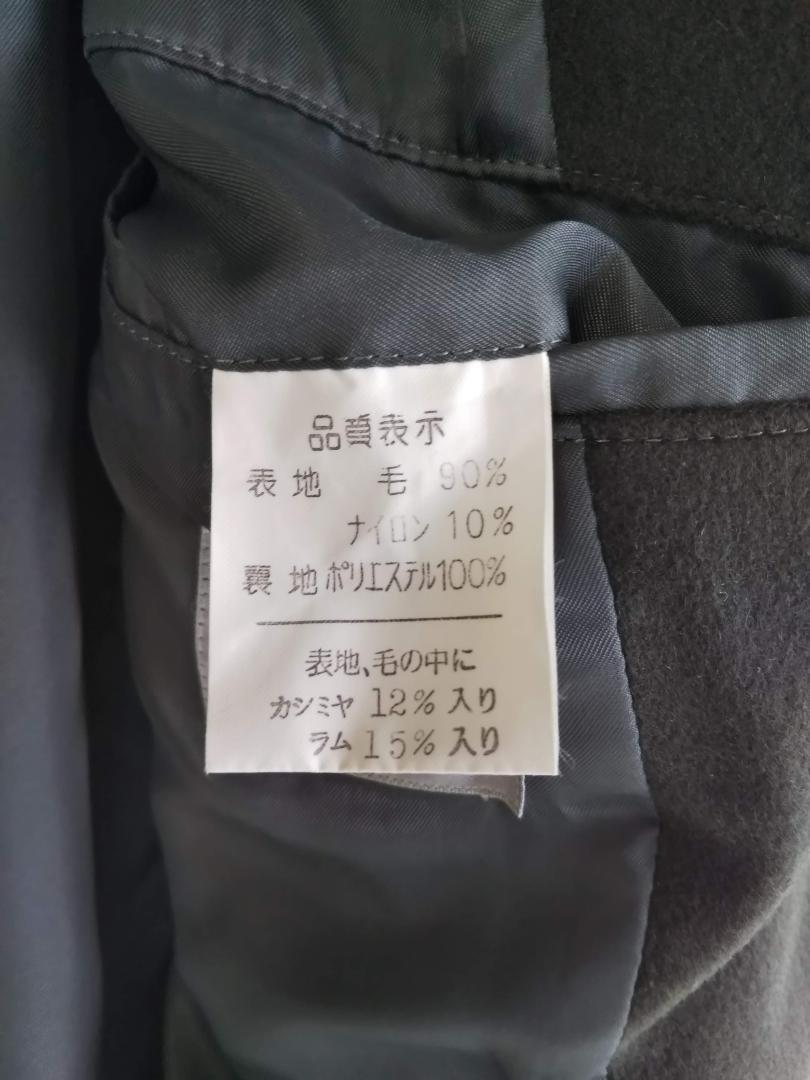 品質表示
表地 毛 90%
ナイロン 10%
裏地 ポリエステル100%
表地、毛の中に
カシミヤ 12% 入り
ラム 15% 入り